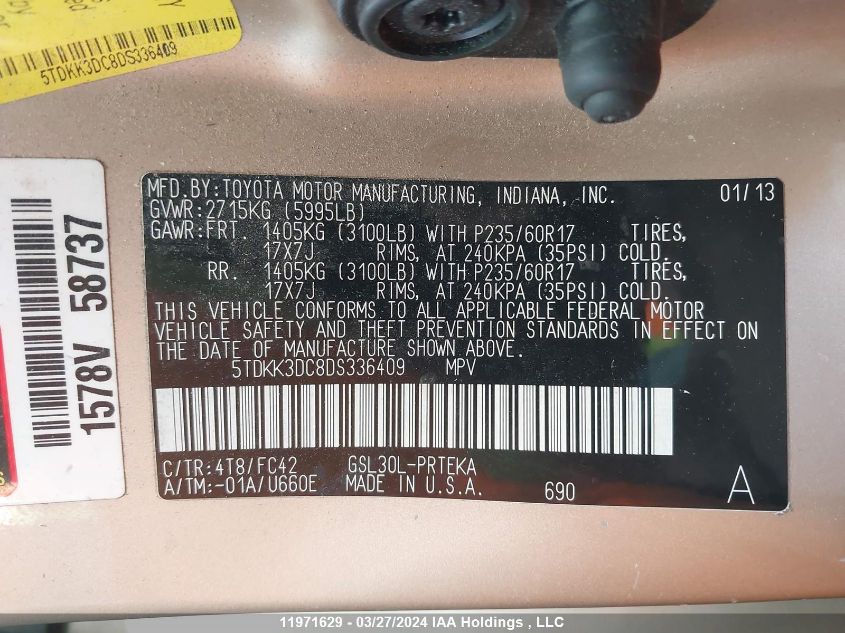 5TDKK3DC8DS336409
1578V 58737
MFD.BY:TOYOTA MOTOR MANUFACTURING, INDIANA, INC. 01/13
GVWR:2715KG (5995LB)
GAWR:FRT. 1405KG (3100LB) WITH P235/60R17 TIRES,
17X7J RIMS, AT 240KPA (35PSI) COLD.
RR. 1405KG (3100LB) WITH P235/60R17 TIRES,
17X7J RIMS, AT 240KPA (35PSI) COLD.
THIS VEHICLE CONFORMS TO ALL APPLICABLE FEDERAL MOTOR
VEHICLE SAFETY AND THEFT PREVENTION STANDARDS IN EFFECT ON
THE DATE OF MANUFACTURE SHOWN ABOVE.
5TDKK3DC8DS336409 MPV
C/TR:4T8/FC42 GSL30L-PRTEKA
A/TM:-01A/U660E MADE IN U.S.A. 690 A
11971629 - 03/27/2024 IAA Holdings , LLC